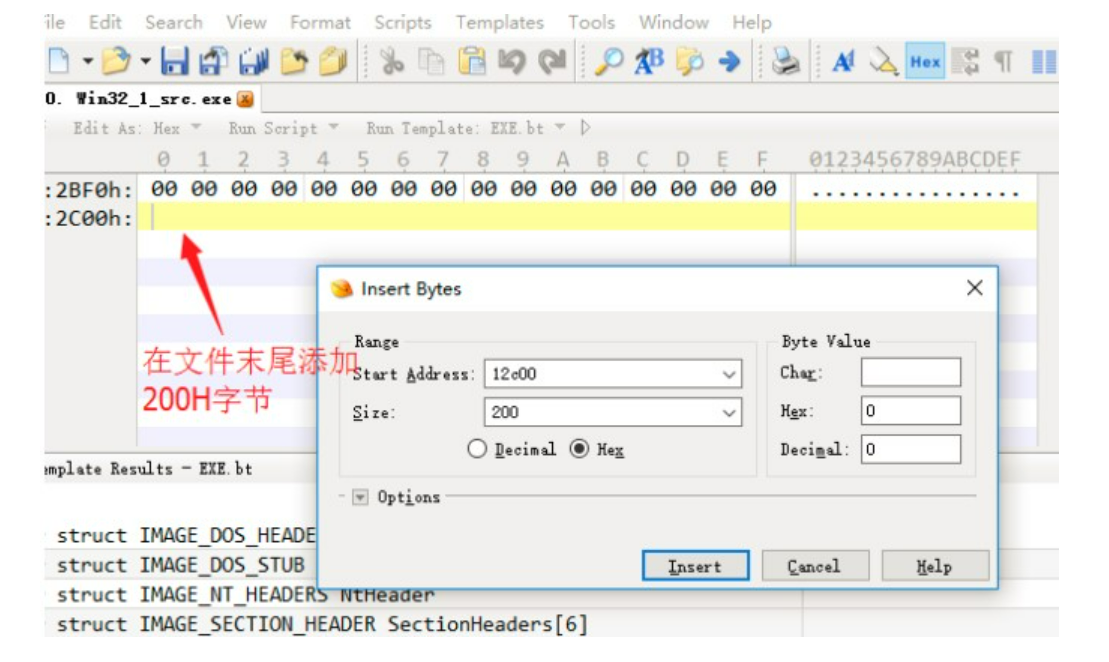 ile Edit Search View Format Scripts Templates Tools Window Help
Hex
0. Win32_1_src.exe
Edit As: Hex Run Script Run Template: EXE.bt
0 1 2 3 4 5 6 7 8 9 A B C D E F 0123456789ABCDEF
:2BF0h: 00 00 00 00 00 00 00 00 00 00 00 00 00 00 00 00 ................
:2C00h:
Insert Bytes
在文件末尾添加
200H字节
Range
Start Address: 12c00
Size: 200
Decimal Hex
Byte Value
Char:
Hex: 0
Decimal: 0
Options
Insert Cancel Help
emplate Results - EXE.bt
struct IMAGE_DOS_HEADE
struct IMAGE_DOS_STUB
struct IMAGE_NT_HEADERS NtHeader
struct IMAGE_SECTION_HEADER SectionHeaders[6]